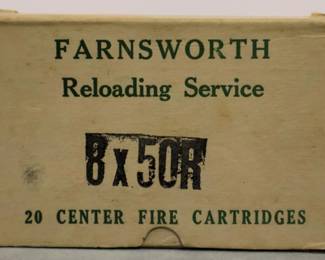 FARNSWORTH
Reloading Service
8x50R
20 CENTER FIRE CARTRIDGES